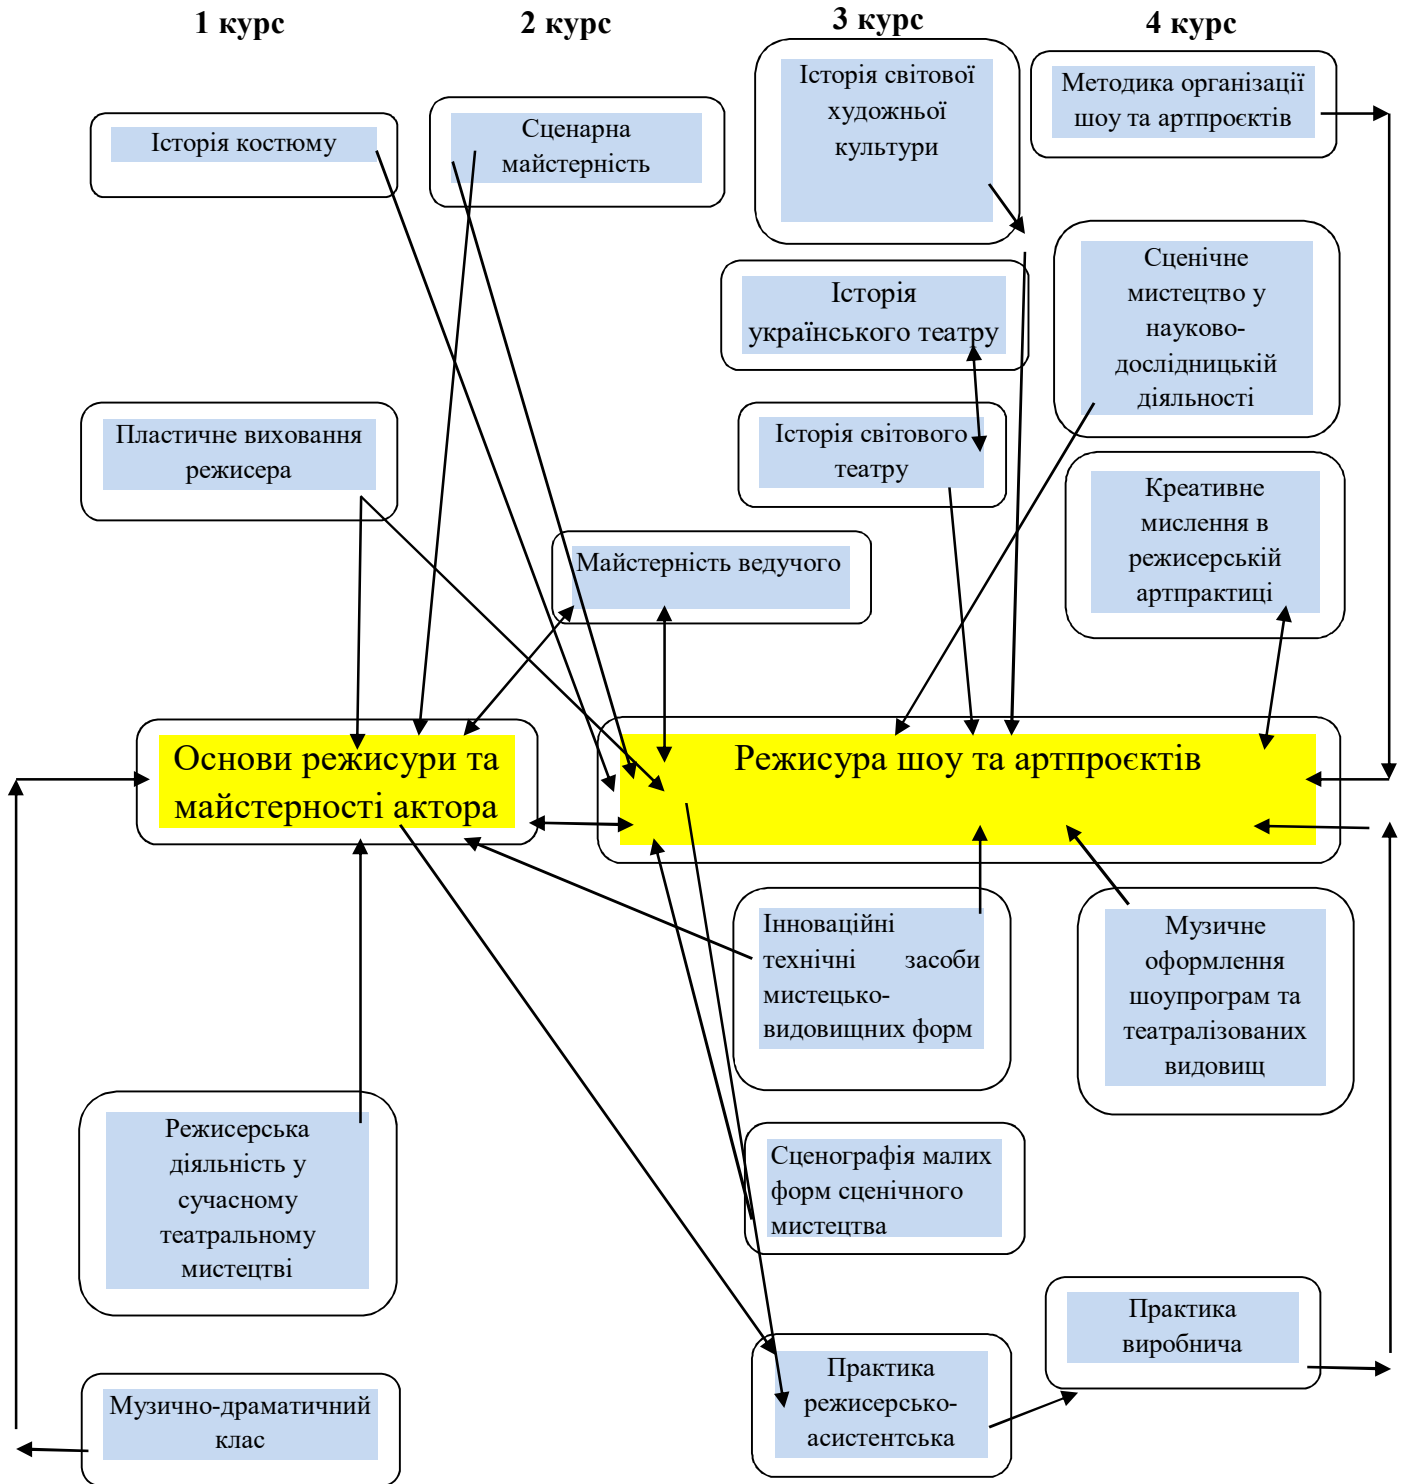 1 курс
2 курс
3 курс
4 курс
Історія костюму
Сценарна
майстерність
Історія світової
художньої
культури
Методика організації
шоу та артпроєктів
Історія
українського театру
Сценічне
мистецтво у
науково-
дослідницькій
діяльності
Пластичне виховання
режисера
Історія світового
театру
Майстерність ведучого
Креативне
мислення в
режисерській
артпрактиці
Основи режисури та
майстерності актора
Режисура шоу та артпроєктів
Інноваційні
технічні засоби
мистецько-
видовищних форм
Музичне
оформлення
шоупрограм та
театралізованих
видовищ
Режисерська
діяльність у
сучасному
театральному
мистецтві
Сценографія малих
форм сценічного
мистецтва
Практика
виробнича
Музично-драматичний
клас
Практика
режисерсько-
асистентська